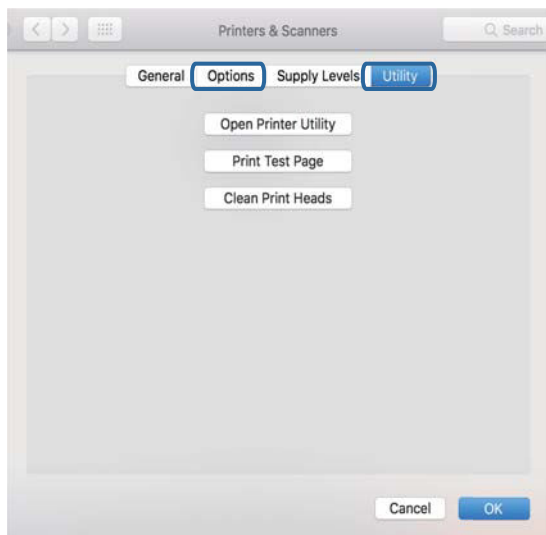 Printers & Scanners
Search
General Options Supply Levels Utility
Open Printer Utility
Print Test Page
Clean Print Heads
Cancel OK